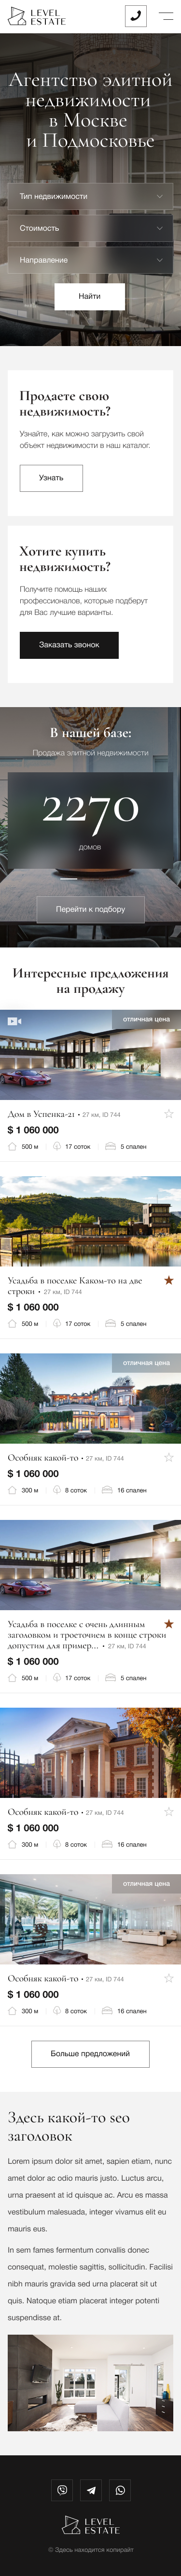 LEVEL
ESTATE
Агентство элитной
недвижимости
в Москве
и Подмосковье
Тип недвижимости
Стоимость
Направление
Найти
Продаете свою
недвижимость?
Узнайте, как можно загрузить свой
объект недвижимости в наш каталог.
Узнать
Хотите купить
недвижимость?
Получите помощь наших
профессионалов, которые подберут
для Вас лучшие варианты.
Заказать звонок
В нашей базе:
Продажа элитной недвижимости
2270
домов
Перейти к подбору
Интересные предложения
на продажу
отличная цена
Дом в Успенка-21 • 27 км, ID 744
$ 1 060 000
500 м 17 соток 5 спален
Усадьба в поселке Каком-то на две
строки • 27 км, ID 744
$ 1 060 000
500 м 17 соток 5 спален
отличная цена
Особняк какой-то • 27 км, ID 744
$ 1 060 000
300 м 8 соток 16 спален
Усадьба в поселке с очень длинным
заголовком и троеточием в конце строки
допустим для пример... • 27 км, ID 744
$ 1 060 000
500 м 17 соток 5 спален
Особняк какой-то • 27 км, ID 744
$ 1 060 000
300 м 8 соток 16 спален
отличная цена
Особняк какой-то • 27 км, ID 744
$ 1 060 000
300 м 8 соток 16 спален
Больше предложений
Здесь какой-то seo
заголовок
Lorem ipsum dolor sit amet, sapien etiam, nunc
amet dolor ac odio mauris justo. Luctus arcu,
urna praesent at id quisque ac. Arcu es massa
vestibulum malesuada, integer vivamus elit eu
mauris eus.
In sem fames fermentum convallis donec
consequat, molestie sagittis, sollicitudin. Facilisi
nibh mauris gravida sed urna placerat sit ut
quis. Natoque etiam placerat integer potenti
suspendisse at.
LEVEL
ESTATE
© Здесь находится копирайт